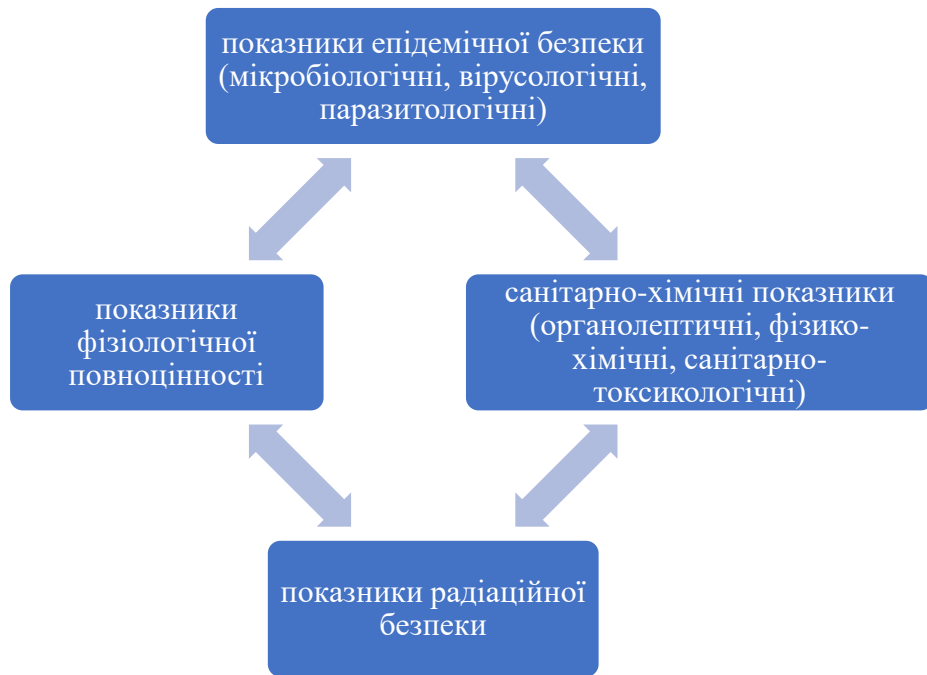 показники епідемічної безпеки
(мікробіологічні, вірусологічні,
паразитологічні)
показники
фізіологічної
повноцінності
санітарно-хімічні показники
(органолептичні, фізико-
хімічні, санітарно-
токсикологічні)
показники радіаційної
безпеки